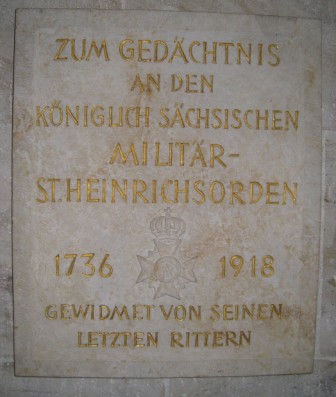 ZUM GEDÄCHTNIS
AN DEN
KÖNIGLICH SÄCHSISCHEN
MILITÄR-
ST. HEINRICHSORDEN
1736 1918
GEWIDMET VON SEINEN
LETZTEN RITTERN